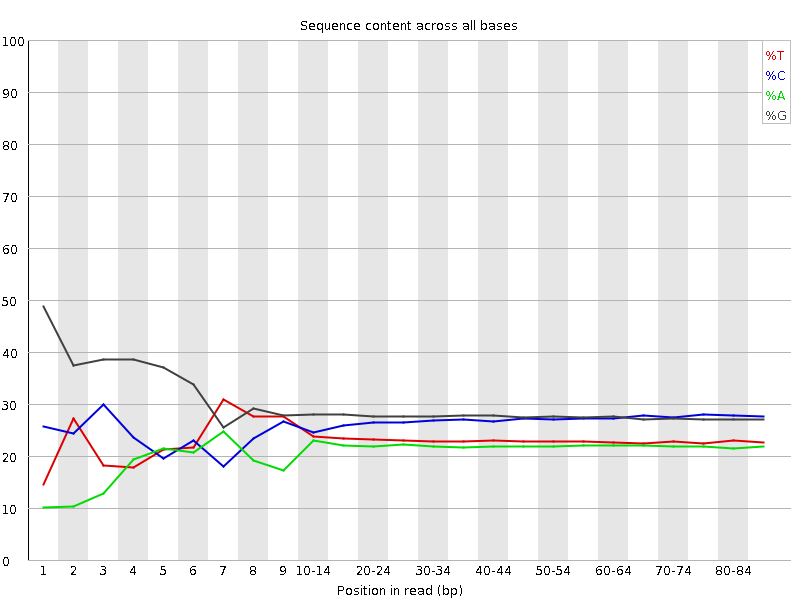 Sequence content across all bases
100
90
80
70
60
50
40
30
20
10
0
%T
%C
%A
%G
1 2 3 4 5 6 7 8 9 10-14 20-24 30-34 40-44 50-54 60-64 70-74 80-84
Position in read (bp)